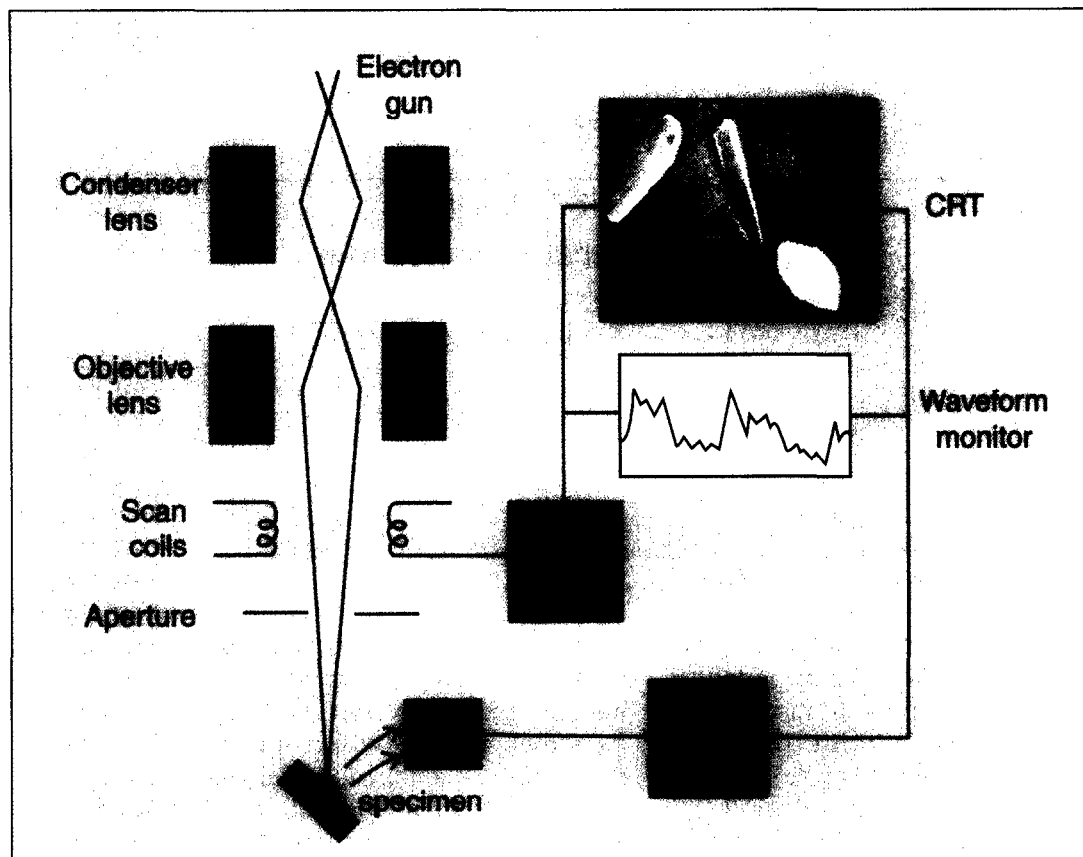 Electron
gun
Condenser
lens
CRT
Objective
lens
Waveform
monitor
Scan
coils
Aperture
specimen